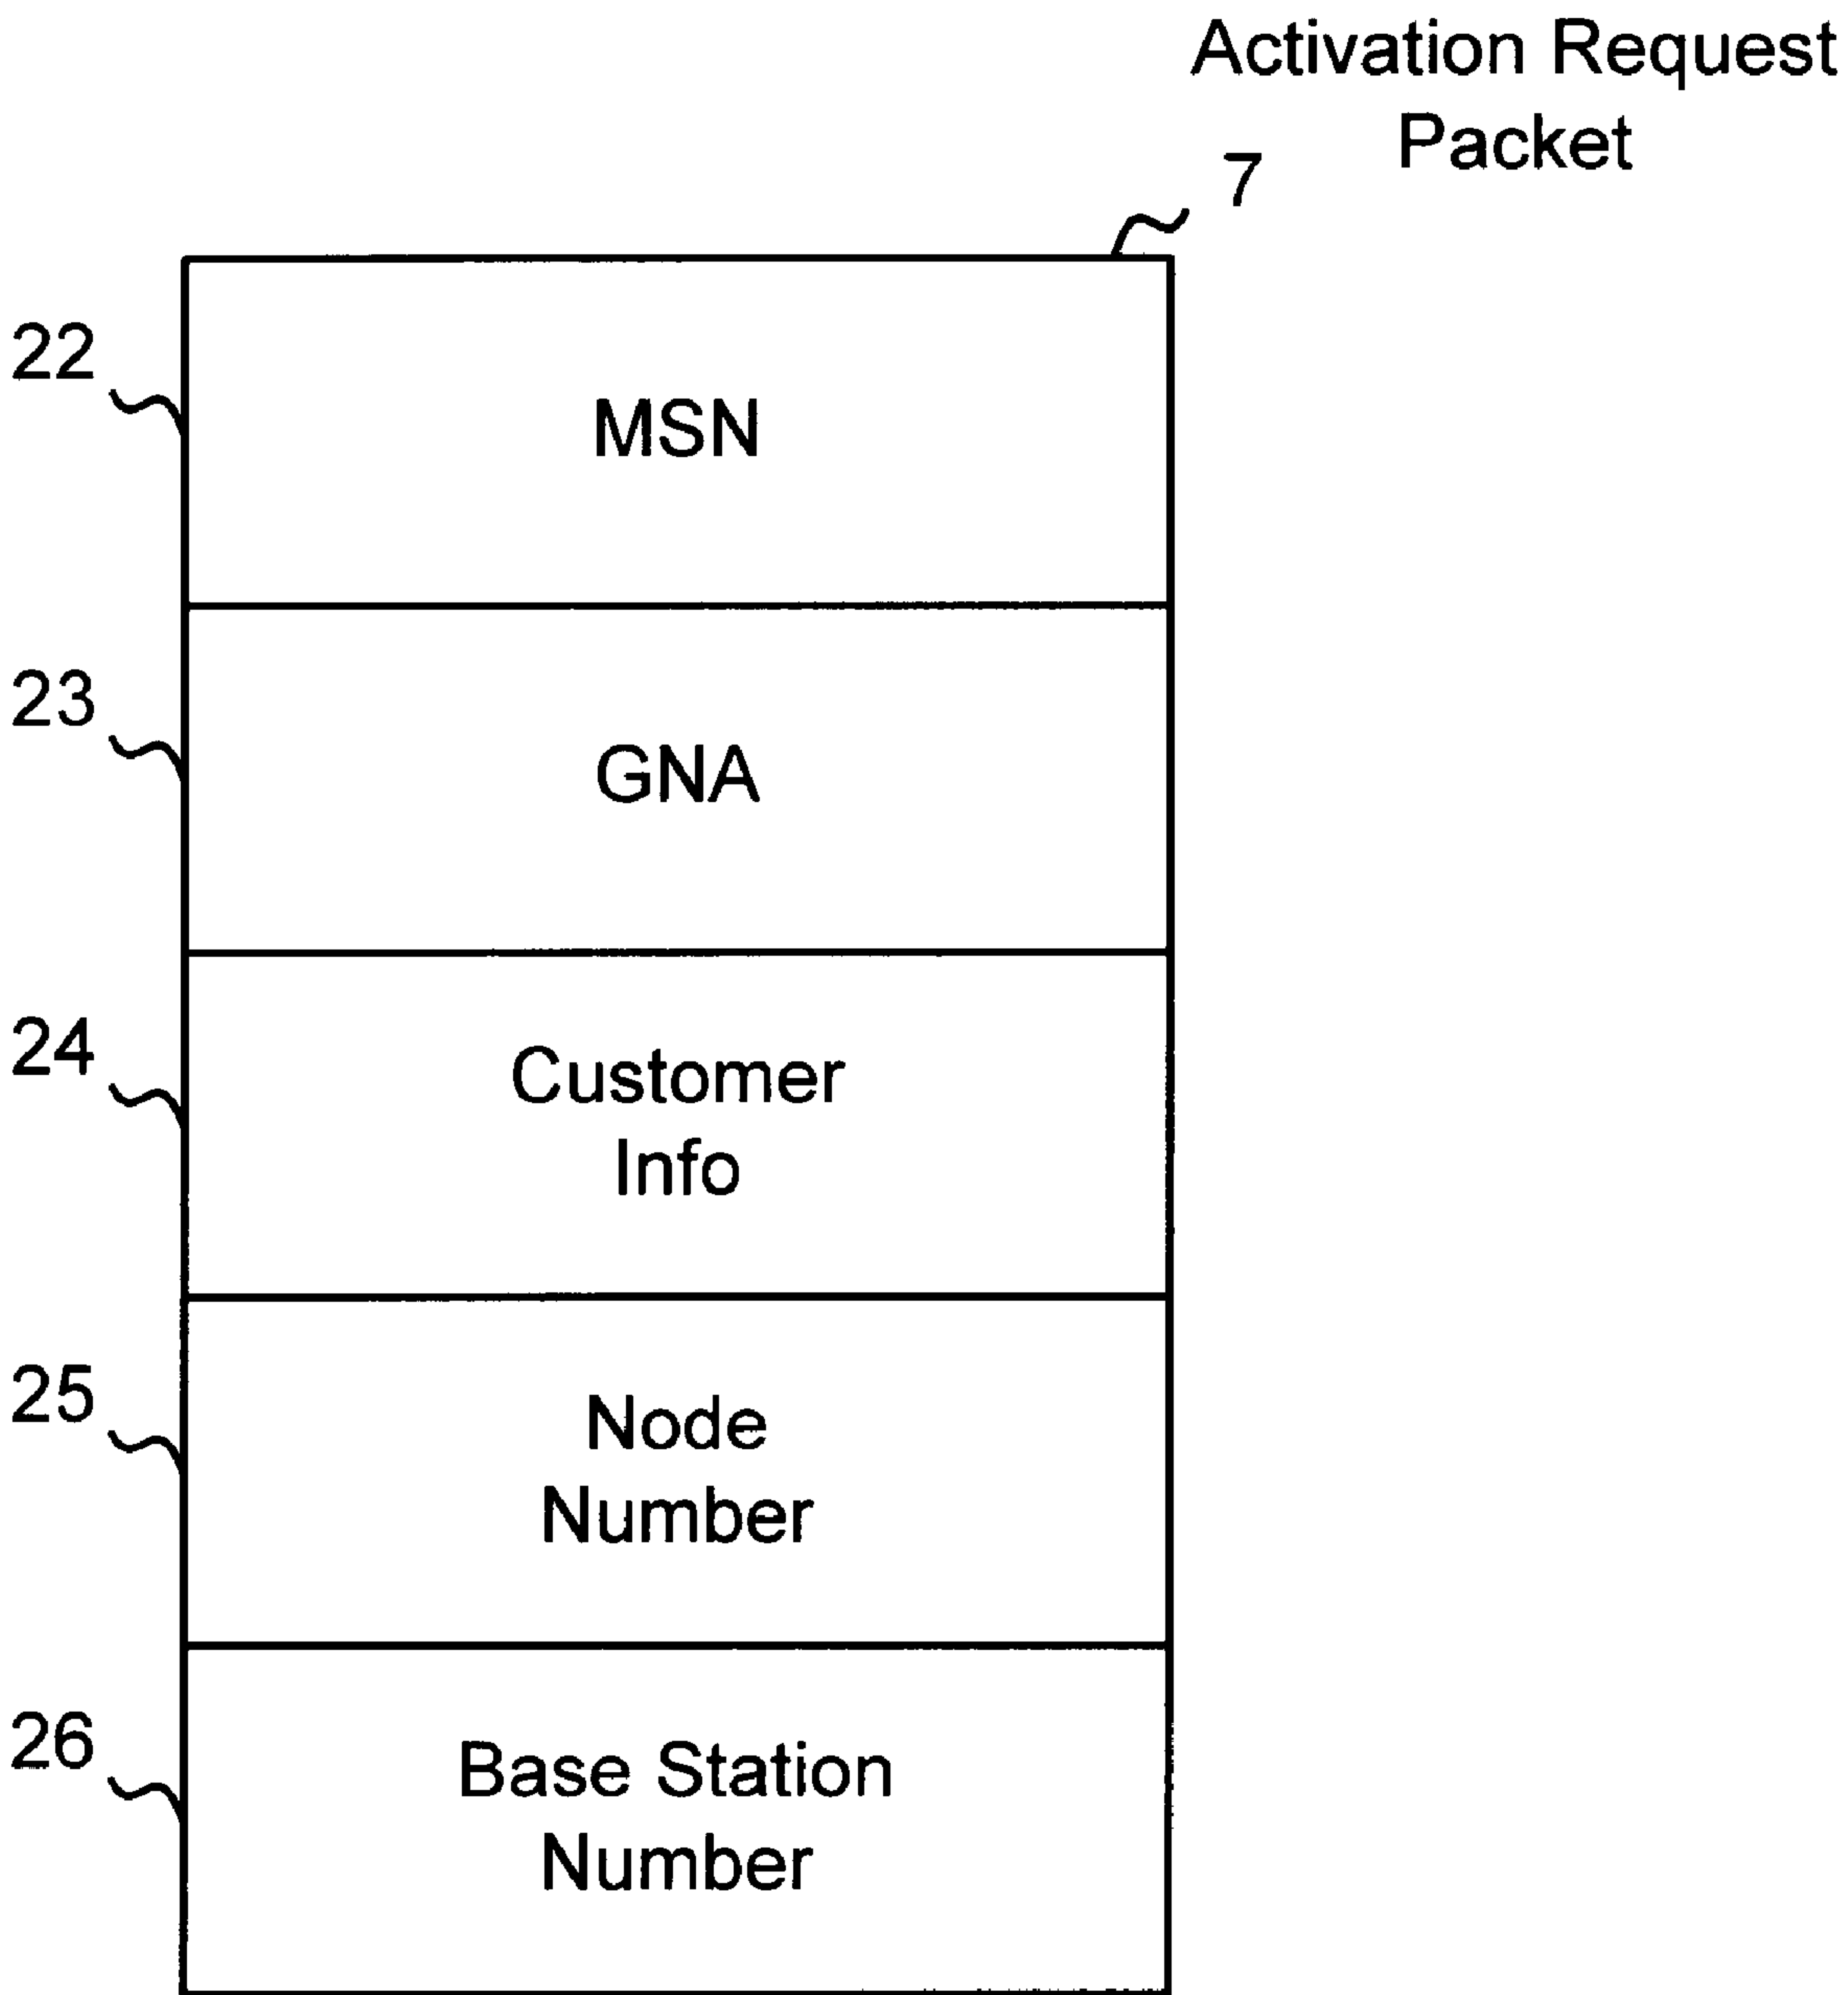 Activation Request
Packet
7
22
MSN
23
GNA
24
Customer
Info
25
Node
Number
26
Base Station
Number